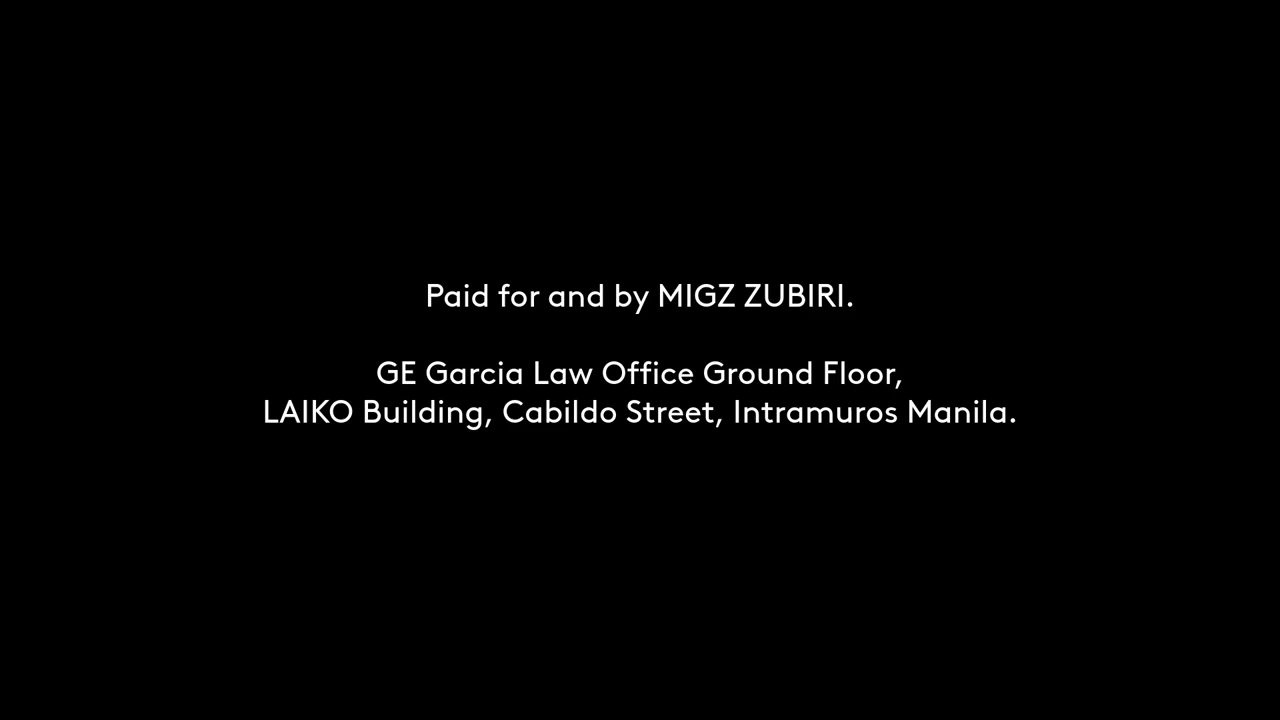 Paid for and by MIGZ ZUBIRI.
GE Garcia Law Office Ground Floor,
LAIKO Building, Cabildo Street, Intramuros Manila.